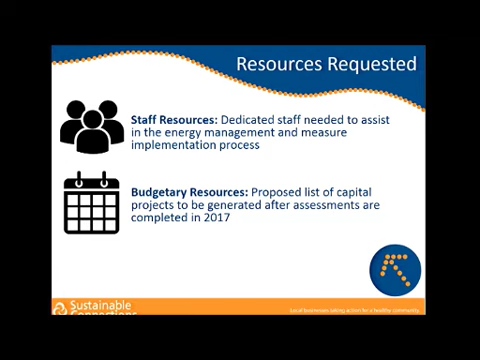 Resources Requested
Staff Resources: Dedicated staff needed to assist
in the energy management and measure
implementation process
Budgetary Resources: Proposed list of capital
projects to be generated after assessments are
completed in 2017
Sustainable
Connections
Local businesses taking action for a healthy community.